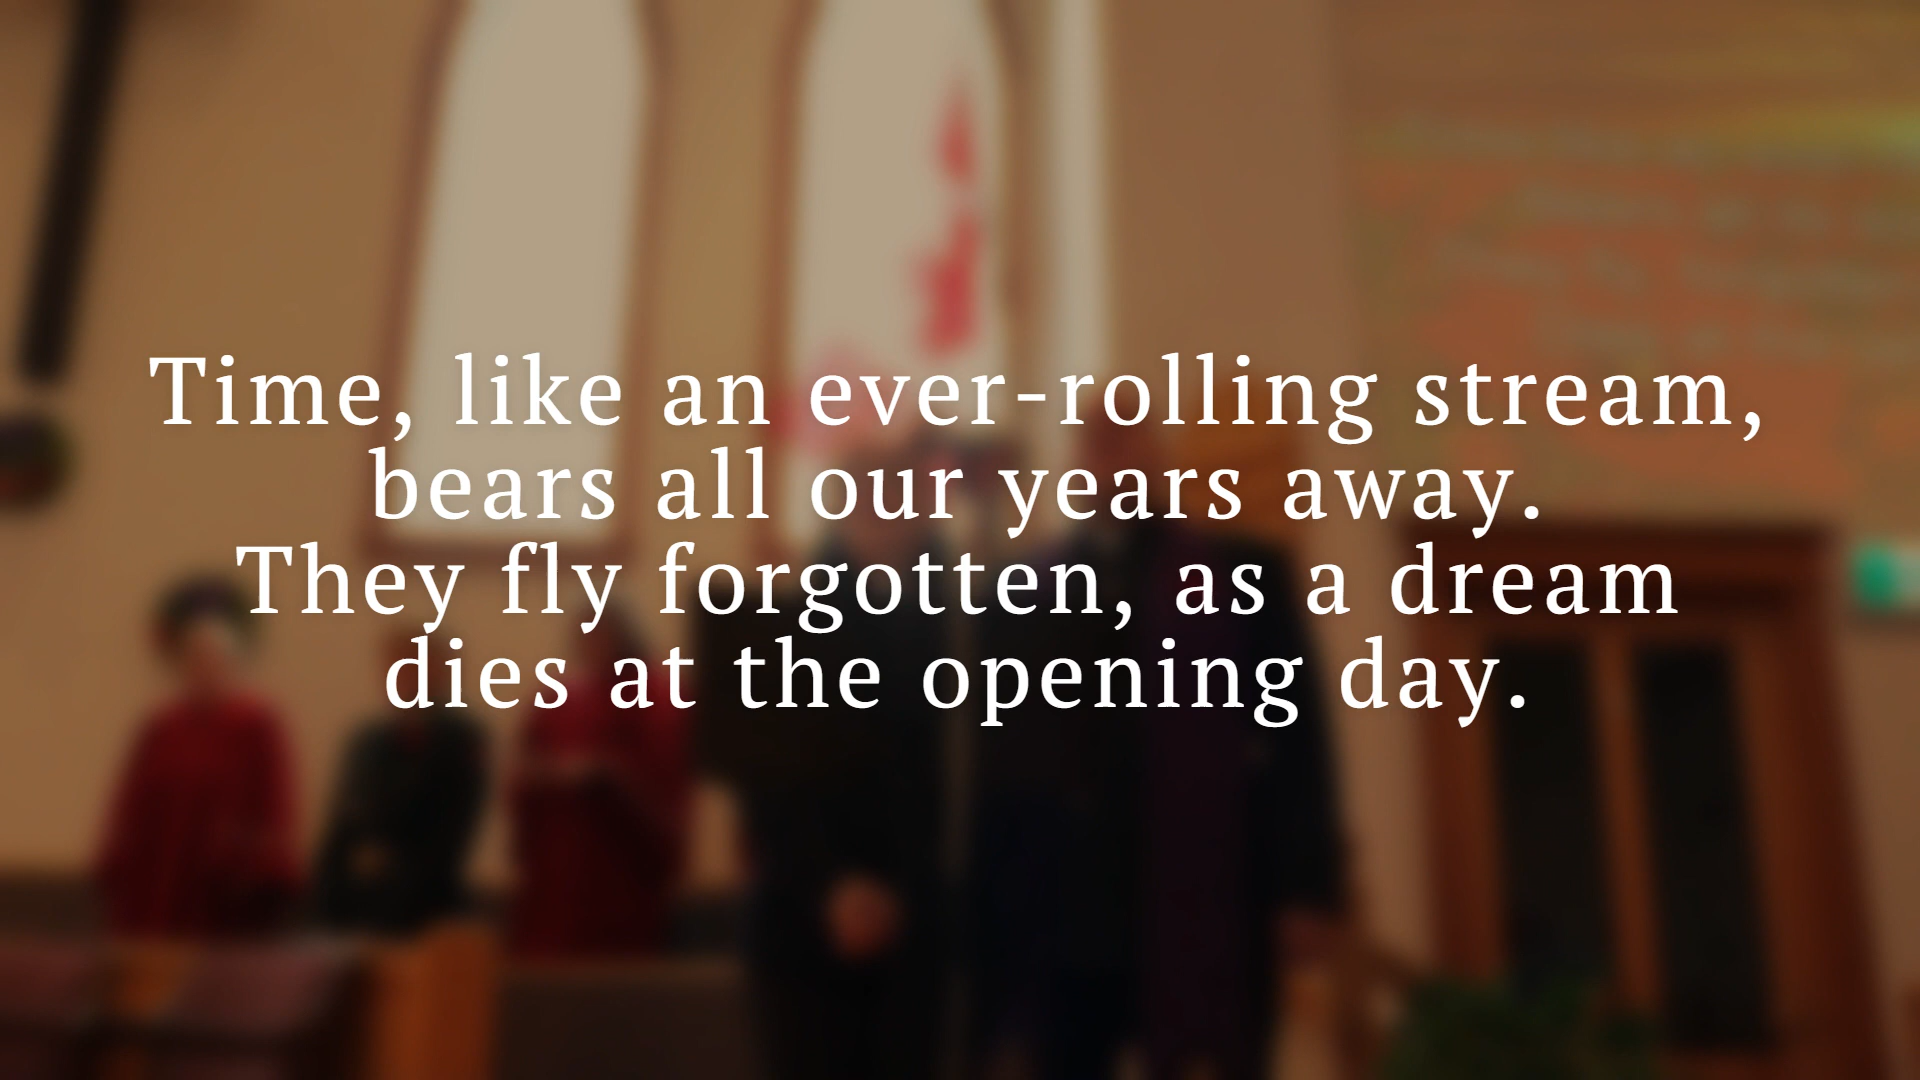 Time, like an ever-rolling stream,
bears all our years away.
They fly forgotten, as a dream
dies at the opening day.